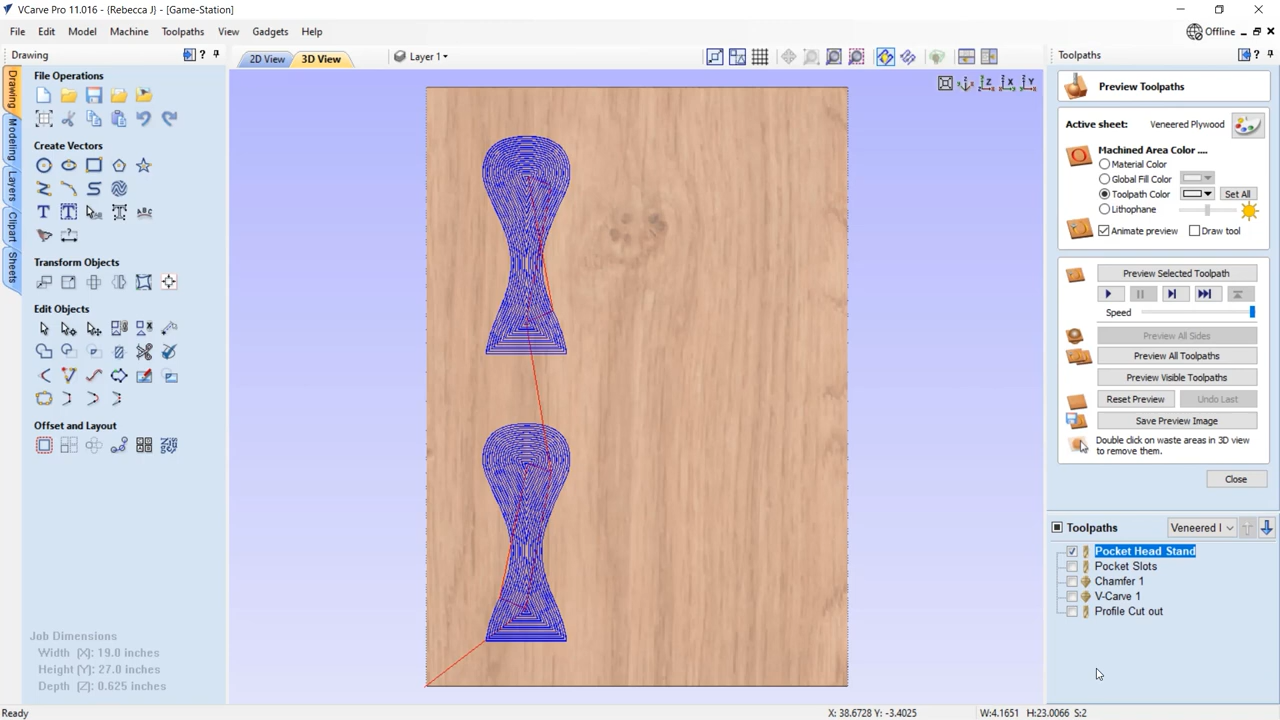 VCarve Pro 11.016 - {Rebecca J} - [Game-Station]
File Edit Model Machine Toolpaths View Gadgets Help
Offline
Drawing
2D View 3D View Layer 1
Toolpaths
Drawing
Modeling
Layers
Clipart
Sheets
File Operations
Create Vectors
Transform Objects
Edit Objects
Offset and Layout
Job Dimensions
Width [X]: 19.0 inches
Height [Y]: 27.0 inches
Depth [Z]: 0.625 inches
Preview Toolpaths
Active sheet: Veneered Plywood
Machined Area Color ....
Material Color
Global Fill Color
Toolpath Color Set All
Lithophane
Animate preview Draw tool
Preview Selected Toolpath
Speed
Preview All Sides
Preview All Toolpaths
Preview Visible Toolpaths
Reset Preview Undo Last
Save Preview Image
Double click on waste areas in 3D view
to remove them.
Close
Toolpaths Veneered I
Pocket Head Stand
Pocket Slots
Chamfer 1
V-Carve 1
Profile Cut out
Ready X: 38.6728 Y: -3.4025 W:4.1651 H:23.0066 S:2